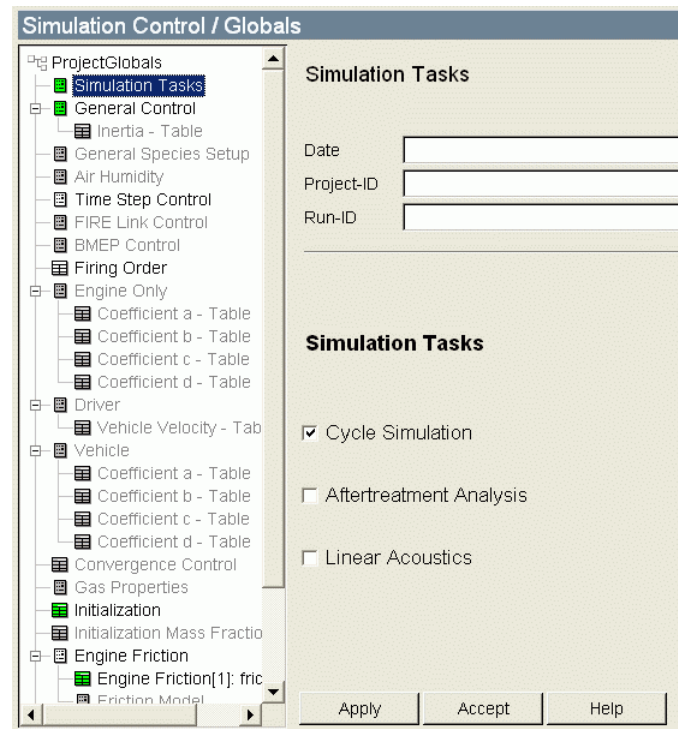 Simulation Control / Globals
ProjectGlobals
Simulation Tasks
General Control
Inertia - Table
General Species Setup
Air Humidity
Time Step Control
FIRE Link Control
BMEP Control
Firing Order
Engine Only
Coefficient a - Table
Coefficient b - Table
Coefficient c - Table
Coefficient d - Table
Driver
Vehicle Velocity - Tab
Vehicle
Coefficient a - Table
Coefficient b - Table
Coefficient c - Table
Coefficient d - Table
Convergence Control
Gas Properties
Initialization
Initialization Mass Fractio
Engine Friction
Engine Friction[1]: fric
Friction Model
Simulation Tasks
Date
Project-ID
Run-ID
Simulation Tasks
Cycle Simulation
Aftertreatment Analysis
Linear Acoustics
Apply
Accept
Help